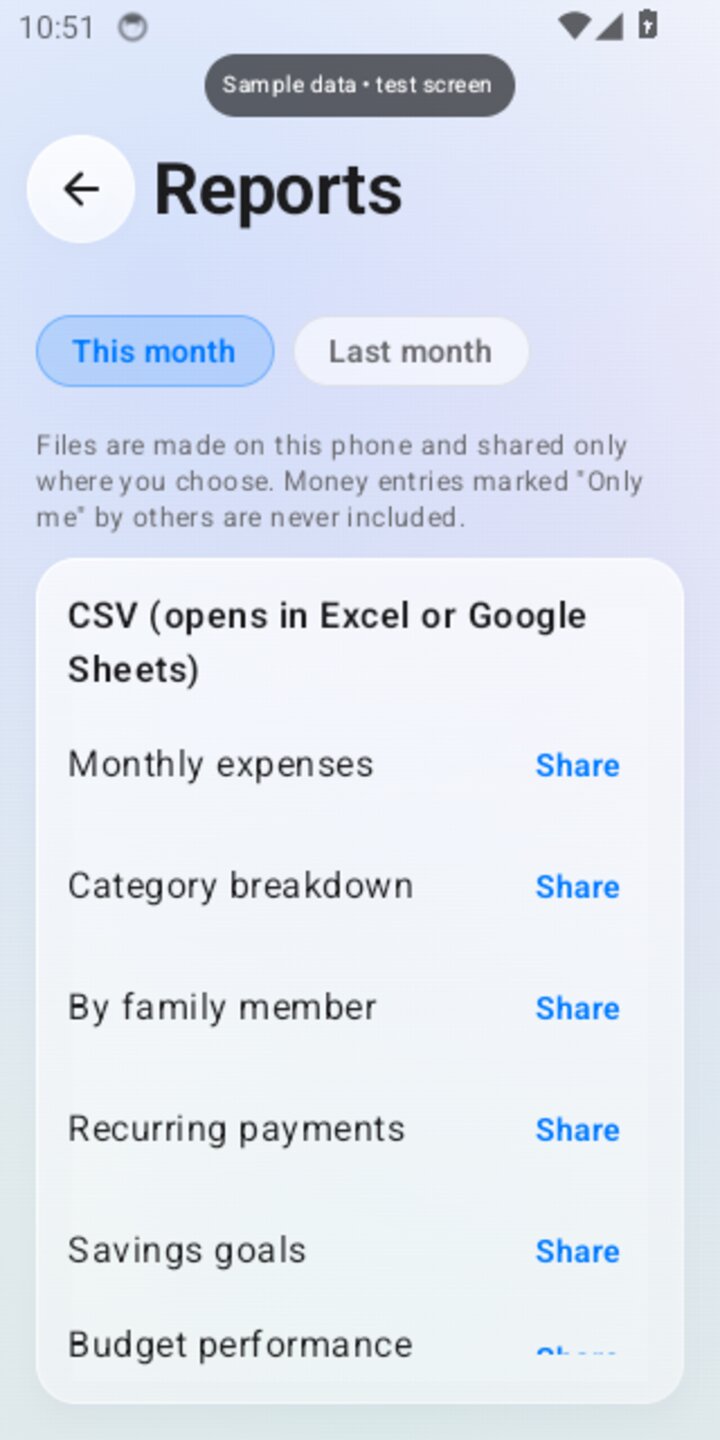 10:51
Sample data • test screen
Reports
This month
Last month
Files are made on this phone and shared only
where you choose. Money entries marked "Only
me" by others are never included.
CSV (opens in Excel or Google
Sheets)
Monthly expenses
Share
Category breakdown
Share
By family member
Share
Recurring payments
Share
Savings goals
Share
Budget performance